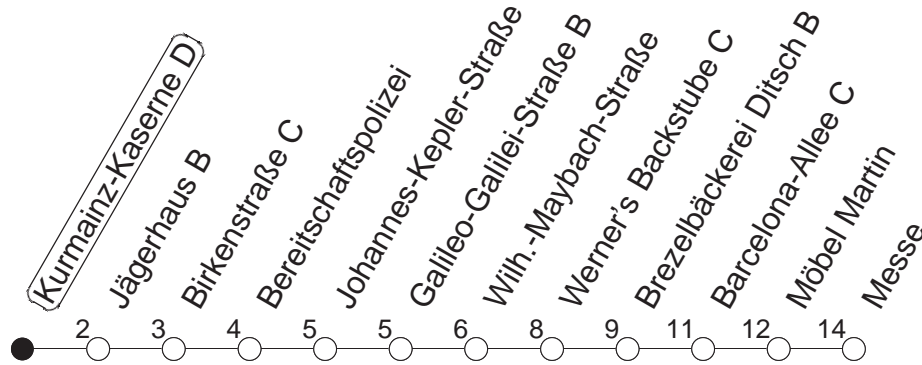 Kurmainz-Kaserne D
Jägerhaus B
Birkenstraße C
Bereitschaftspolizei
Johannes-Kepler-Straße
Galileo-Galilei-Straße B
Wilh.-Maybach-Straße
Werner's Backstube C
Brezelbäckerei Ditsch B
Barcelona-Allee C
Möbel Martin
Messe
2 3 4 5 5 6 8 9 11 12 14